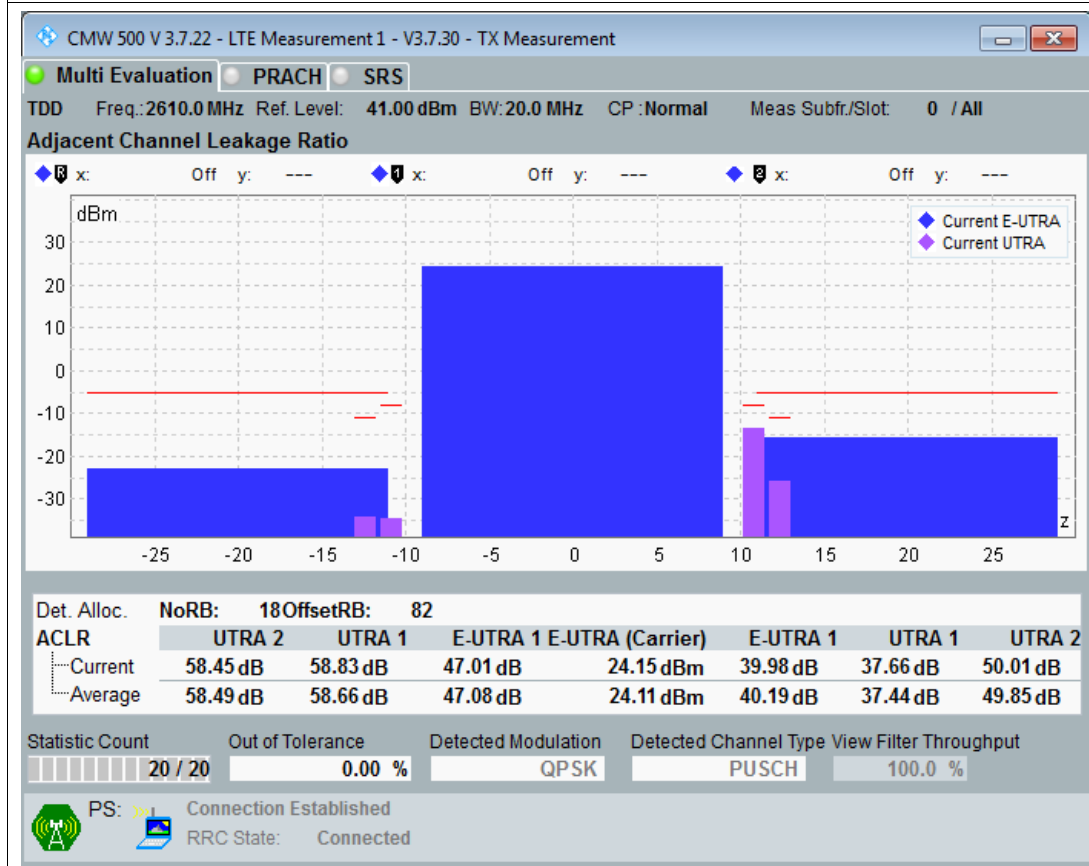 CMW 500 V 3.7.22 - LTE Measurement 1 - V3.7.30 - TX Measurement
Multi Evaluation PRACH SRS
TDD Freq.: 2610.0 MHz Ref. Level: 41.00 dBm BW: 20.0 MHz CP : Normal Meas Subfr./Slot: 0 / All
Adjacent Channel Leakage Ratio
R x: Off y: --- 1 x: Off y: --- 2 x: Off y: ---
dBm
Current E-UTRA
Current UTRA
30
20
10
0
-10
-20
-30
z
-25 -20 -15 -10 -5 0 5 10 15 20 25
Det. Alloc. NoRB: 18 OffsetRB: 82
ACLR UTRA 2 UTRA 1 E-UTRA 1 E-UTRA (Carrier) E-UTRA 1 UTRA 1 UTRA 2
Current 58.45 dB 58.83 dB 47.01 dB 24.15 dBm 39.98 dB 37.66 dB 50.01 dB
Average 58.49 dB 58.66 dB 47.08 dB 24.11 dBm 40.19 dB 37.44 dB 49.85 dB
Statistic Count Out of Tolerance Detected Modulation Detected Channel Type View Filter Throughput
20 / 20 0.00 % QPSK PUSCH 100.0 %
PS: Connection Established
RRC State: Connected